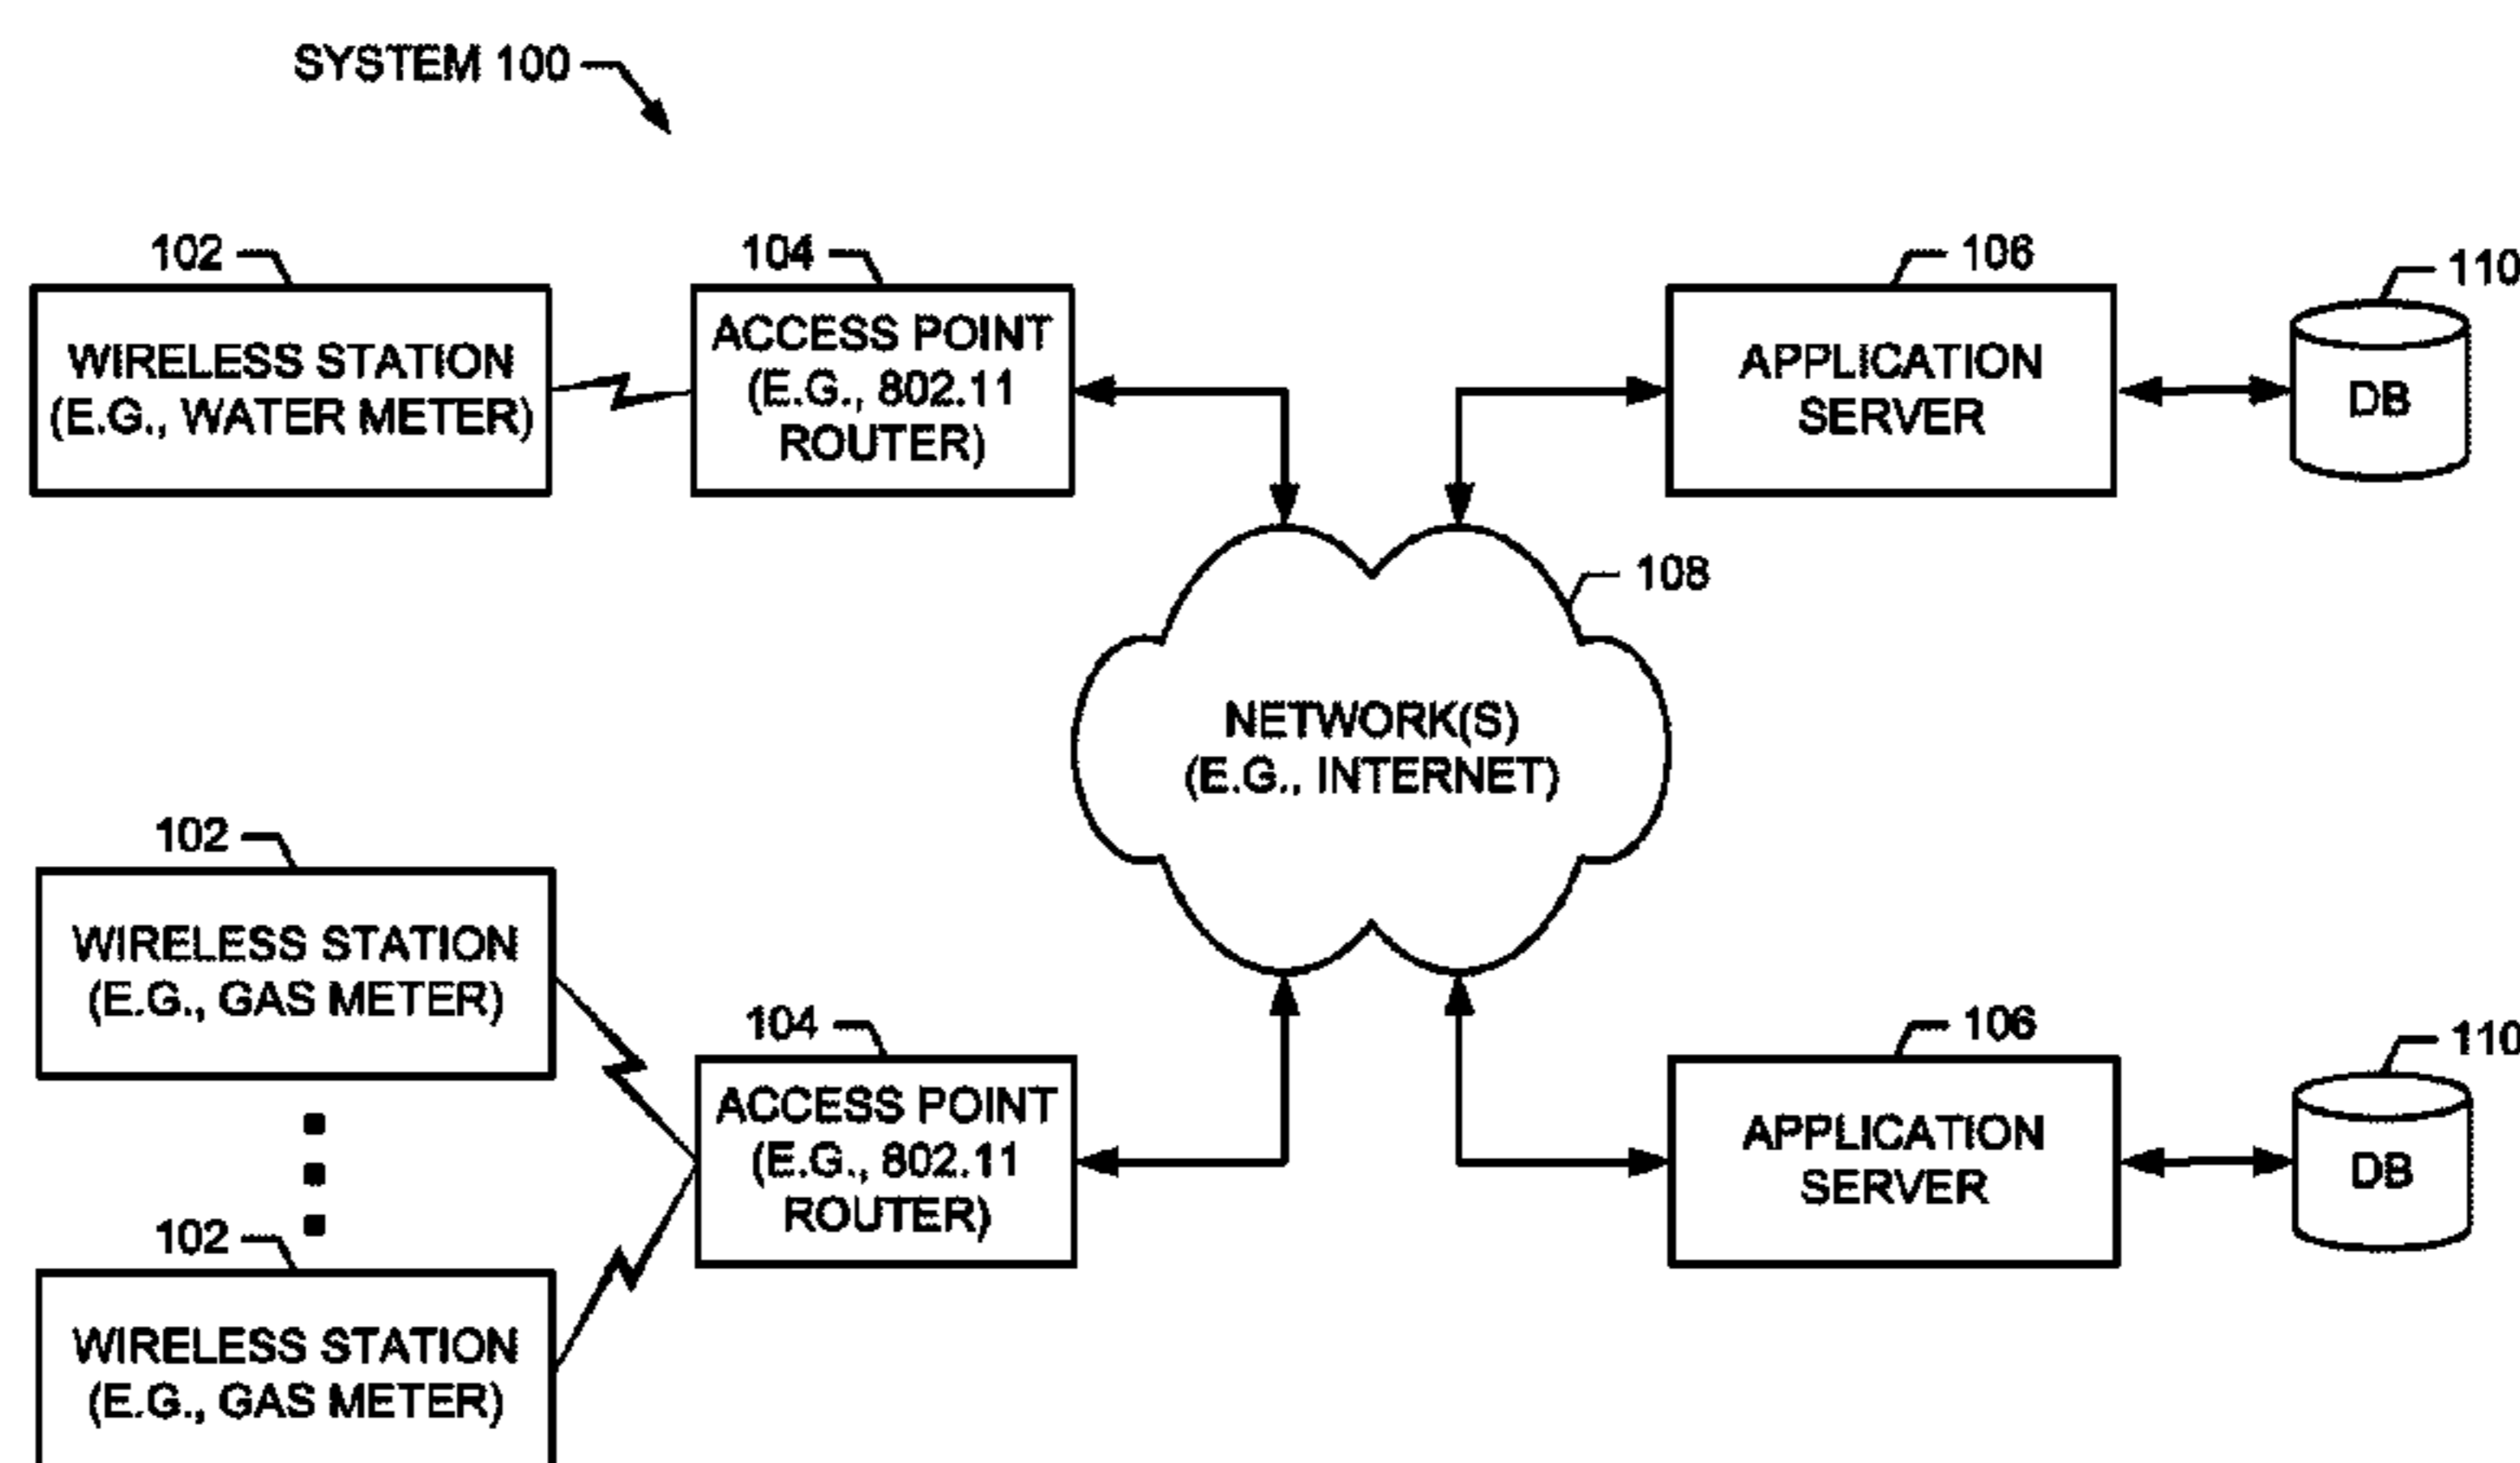 SYSTEM 100
102
WIRELESS STATION
(E.G., WATER METER)
104
ACCESS POINT
(E.G., 802.11
ROUTER)
106
APPLICATION
SERVER
110
DB
108
NETWORK(S)
(E.G., INTERNET)
102
WIRELESS STATION
(E.G., GAS METER)
102
WIRELESS STATION
(E.G., GAS METER)
104
ACCESS POINT
(E.G., 802.11
ROUTER)
106
APPLICATION
SERVER
110
DB